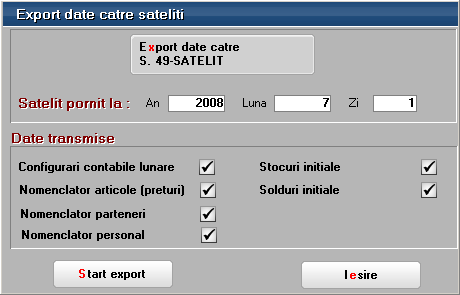 Export date catre sateliti
Export date catre
S. 49-SATELIT
Satelit pornit la : An 2008 Luna 7 Zi 1
Date transmise
Configurari contabile lunare Stocuri initiale
Nomenclator articole (preturi) Solduri initiale
Nomenclator parteneri
Nomenclator personal
Start export Iesire